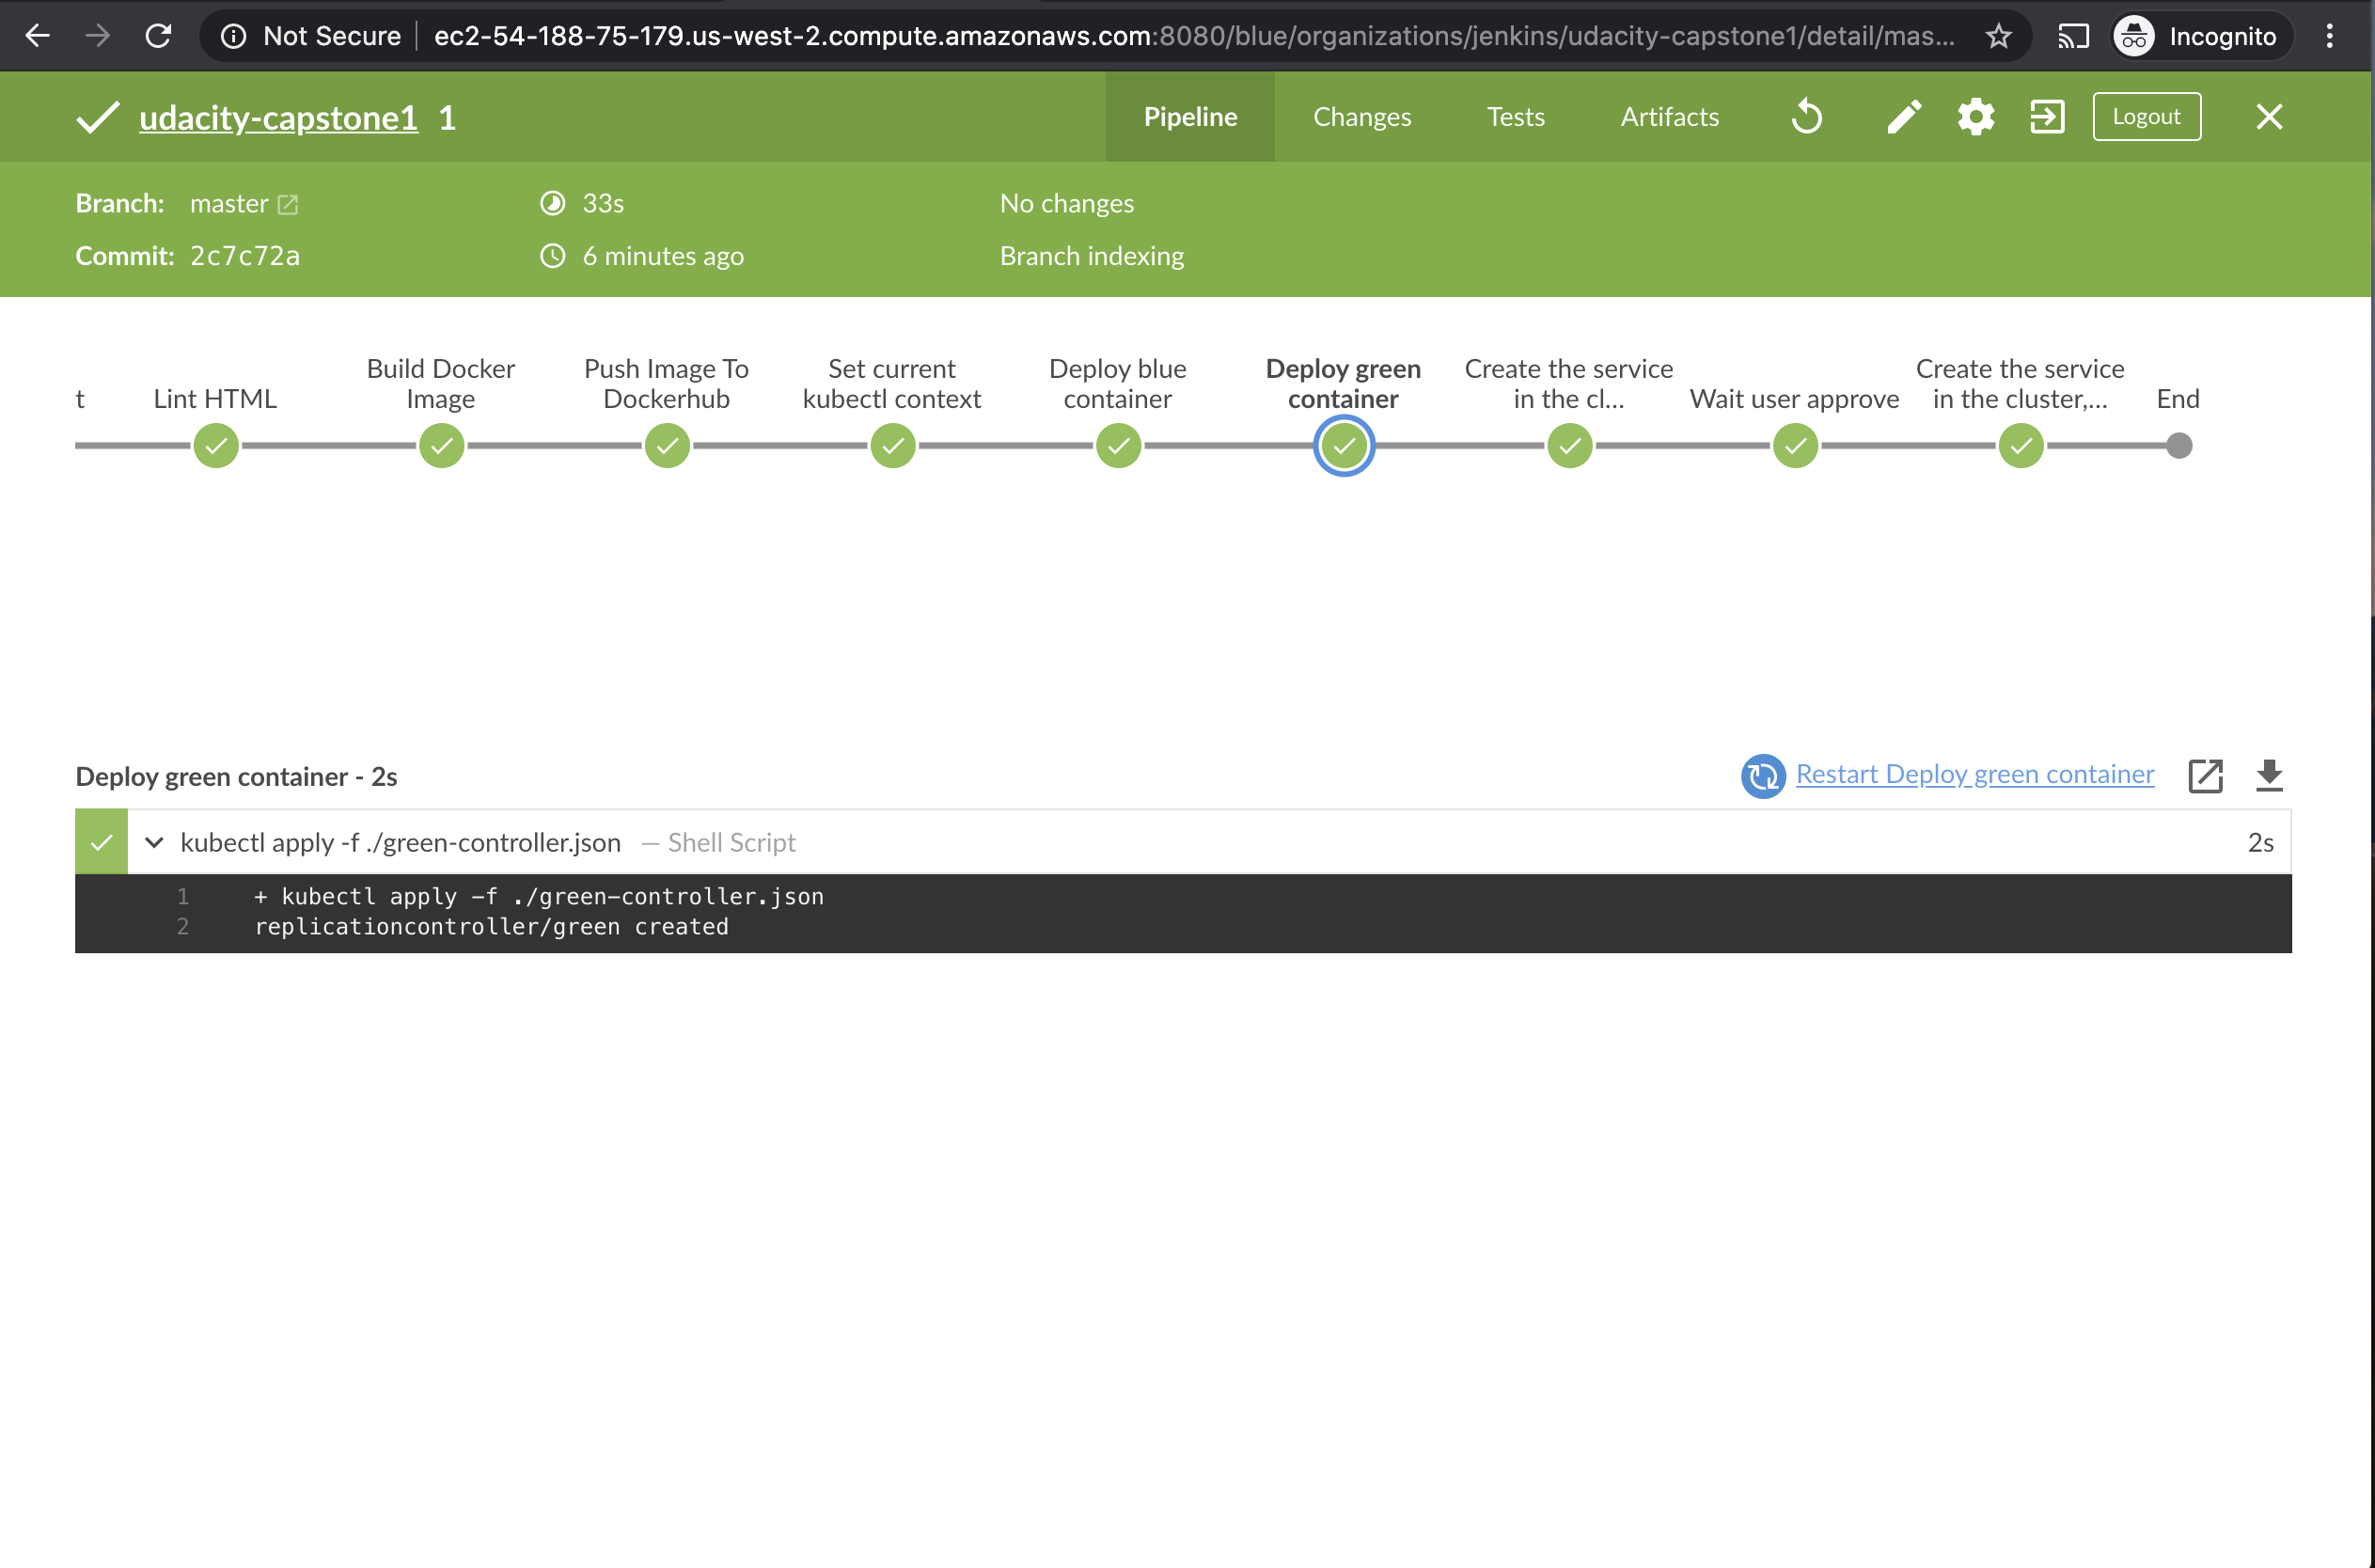 Not Secure | ec2-54-188-75-179.us-west-2.compute.amazonaws.com:8080/blue/organizations/jenkins/udacity-capstone1/detail/mas... Incognito
udacity-capstone1 1 Pipeline Changes Tests Artifacts Logout
Branch: master 33s No changes
Commit: 2c7c72a 6 minutes ago Branch indexing
t
Lint HTML
Build Docker
Image
Push Image To
Dockerhub
Set current
kubectl context
Deploy blue
container
Deploy green
container
Create the service
in the cl...
Wait user approve
Create the service
in the cluster,...
End
Deploy green container - 2s Restart Deploy green container
kubectl apply -f ./green-controller.json — Shell Script 2s
1 + kubectl apply -f ./green-controller.json
2 replicationcontroller/green created